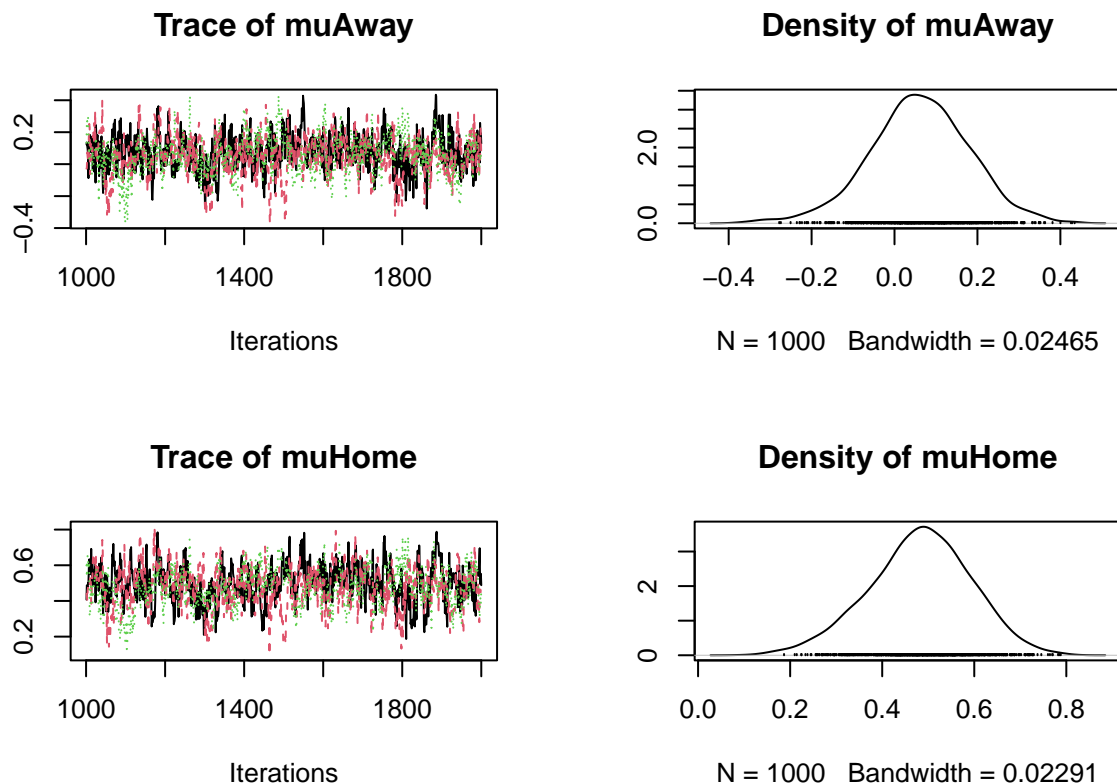 Trace of muAway
Density of muAway
0.2
−0.4
1000 1400 1800
Iterations
2.0
0.0
−0.4 −0.2 0.0 0.2 0.4
N = 1000 Bandwidth = 0.02465
Trace of muHome
Density of muHome
0.6
0.2
1000 1400 1800
Iterations
2
0
0.0 0.2 0.4 0.6 0.8
N = 1000 Bandwidth = 0.02291